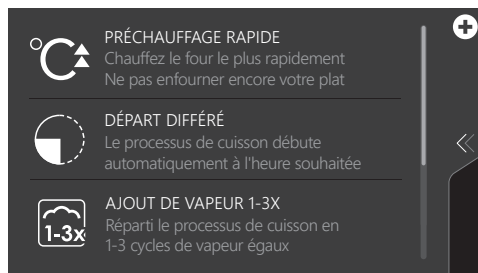 PRÉCHAUFFAGE RAPIDE
Chauffez le four le plus rapidement
Ne pas enfourner encore votre plat
DÉPART DIFFÉRÉ
Le processus de cuisson débute
automatiquement à l'heure souhaitée
AJOUT DE VAPEUR 1-3X
Réparti le processus de cuisson en
1-3 cycles de vapeur égaux
°C
1-3x